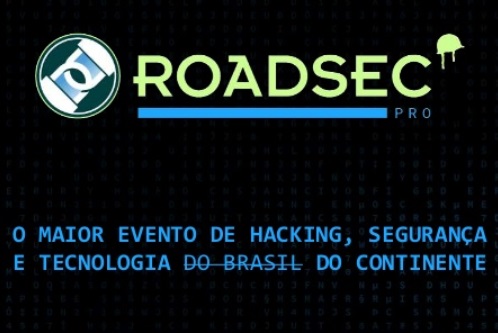 ROADSEC
PRO
O MAIOR EVENTO DE HACKING, SEGURANÇA
E TECNOLOGIA DO BRASIL DO CONTINENTE